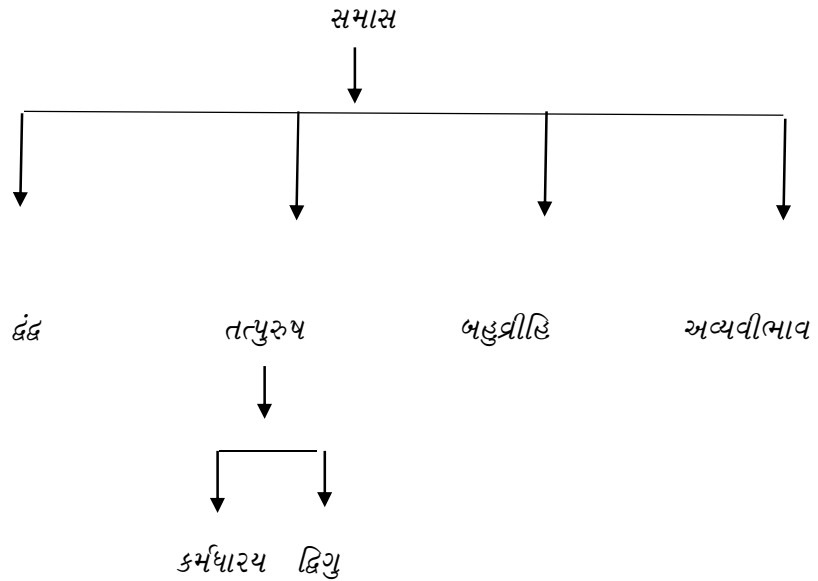 સમાસ
દ્વંદ્વ તત્પુરુષ બહુવ્રીહિ અવ્યવીભાવ
કર્મધારય દ્વિગુ